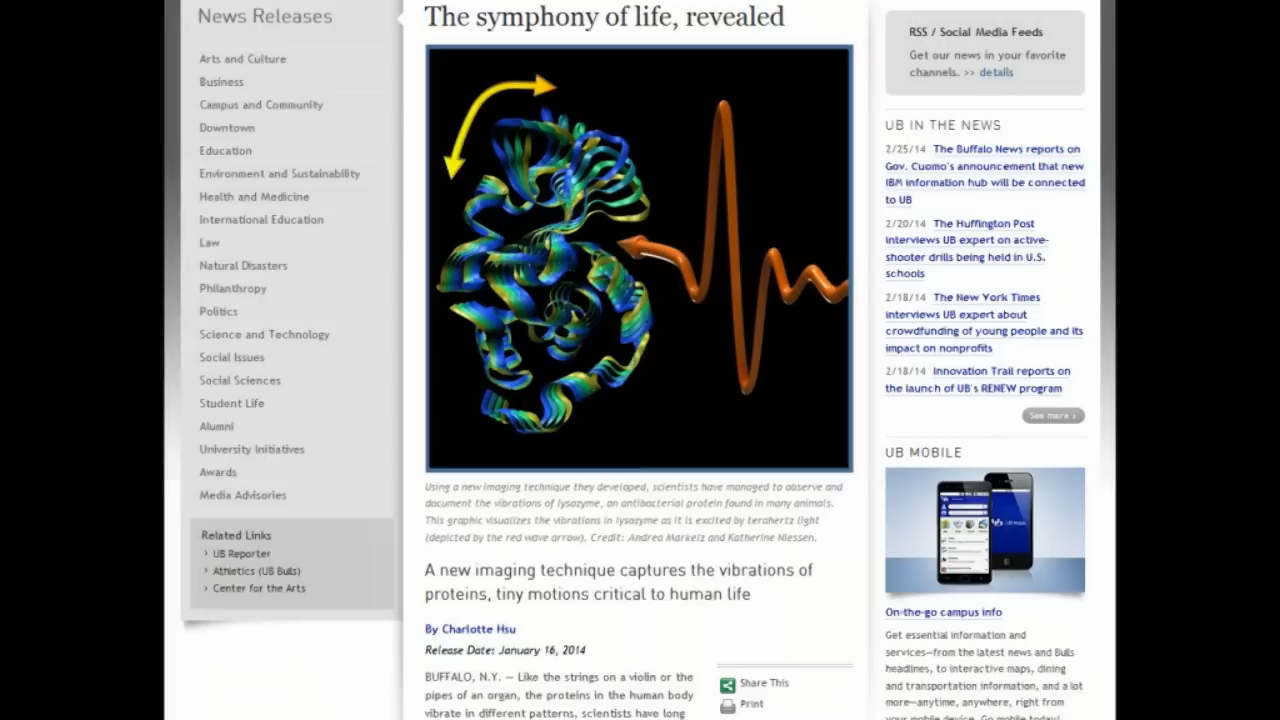 News Releases
Arts and Culture
Business
Campus and Community
Downtown
Education
Environment and Sustainability
Health and Medicine
International Education
Law
Natural Disasters
Philanthropy
Politics
Science and Technology
Social Issues
Social Sciences
Student Life
Alumni
University Initiatives
Awards
Media Advisories
Related Links
UB Reporter
Athletics (UB Bulls)
Center for the Arts
The symphony of life, revealed
Using a new imaging technique they developed, scientists have managed to observe and
document the vibrations of lysozyme, an antibacterial protein found in many animals.
This graphic visualizes the vibrations in lysozyme as it is excited by terahertz light
(depicted by the red wave arrow). Credit: Andrea Markelz and Katherine Niessen.
A new imaging technique captures the vibrations of
proteins, tiny motions critical to human life
By Charlotte Hsu
Release Date: January 16, 2014
BUFFALO, N.Y. — Like the strings on a violin or the
pipes of an organ, the proteins in the human body
vibrate in different patterns, scientists have long
Share This
Print
RSS / Social Media Feeds
Get our news in your favorite
channels. >> details
UB IN THE NEWS
2/25/14 The Buffalo News reports on
Gov. Cuomo's announcement that new
IBM information hub will be connected
to UB
2/20/14 The Huffington Post
interviews UB expert on active-
shooter drills being held in U.S.
schools
2/18/14 The New York Times
interviews UB expert about
crowdfunding of young people and its
impact on nonprofits
2/18/14 Innovation Trail reports on
the launch of UB's RENEW program
See more >
UB MOBILE
On-the-go campus info
Get essential information and
services—from the latest news and Bulls
headlines, to interactive maps, dining
and transportation information, and a lot
more—anytime, anywhere, right from
your mobile device. Go mobile today!